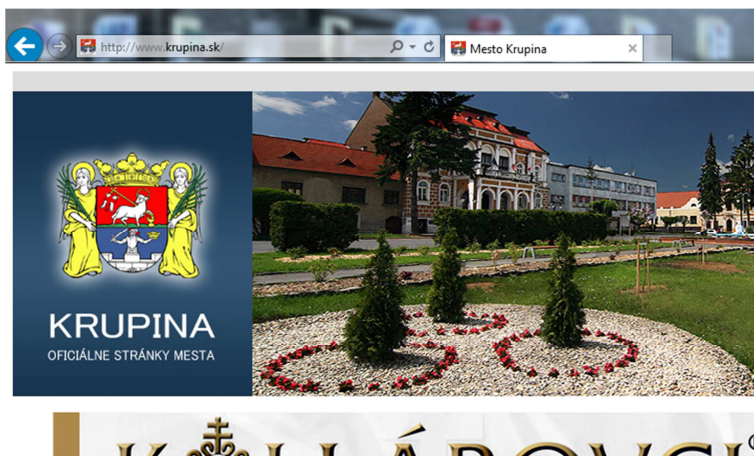 http://www.krupina.sk/
Mesto Krupina
KRUPINA
OFICIÁLNE STRÁNKY MESTA